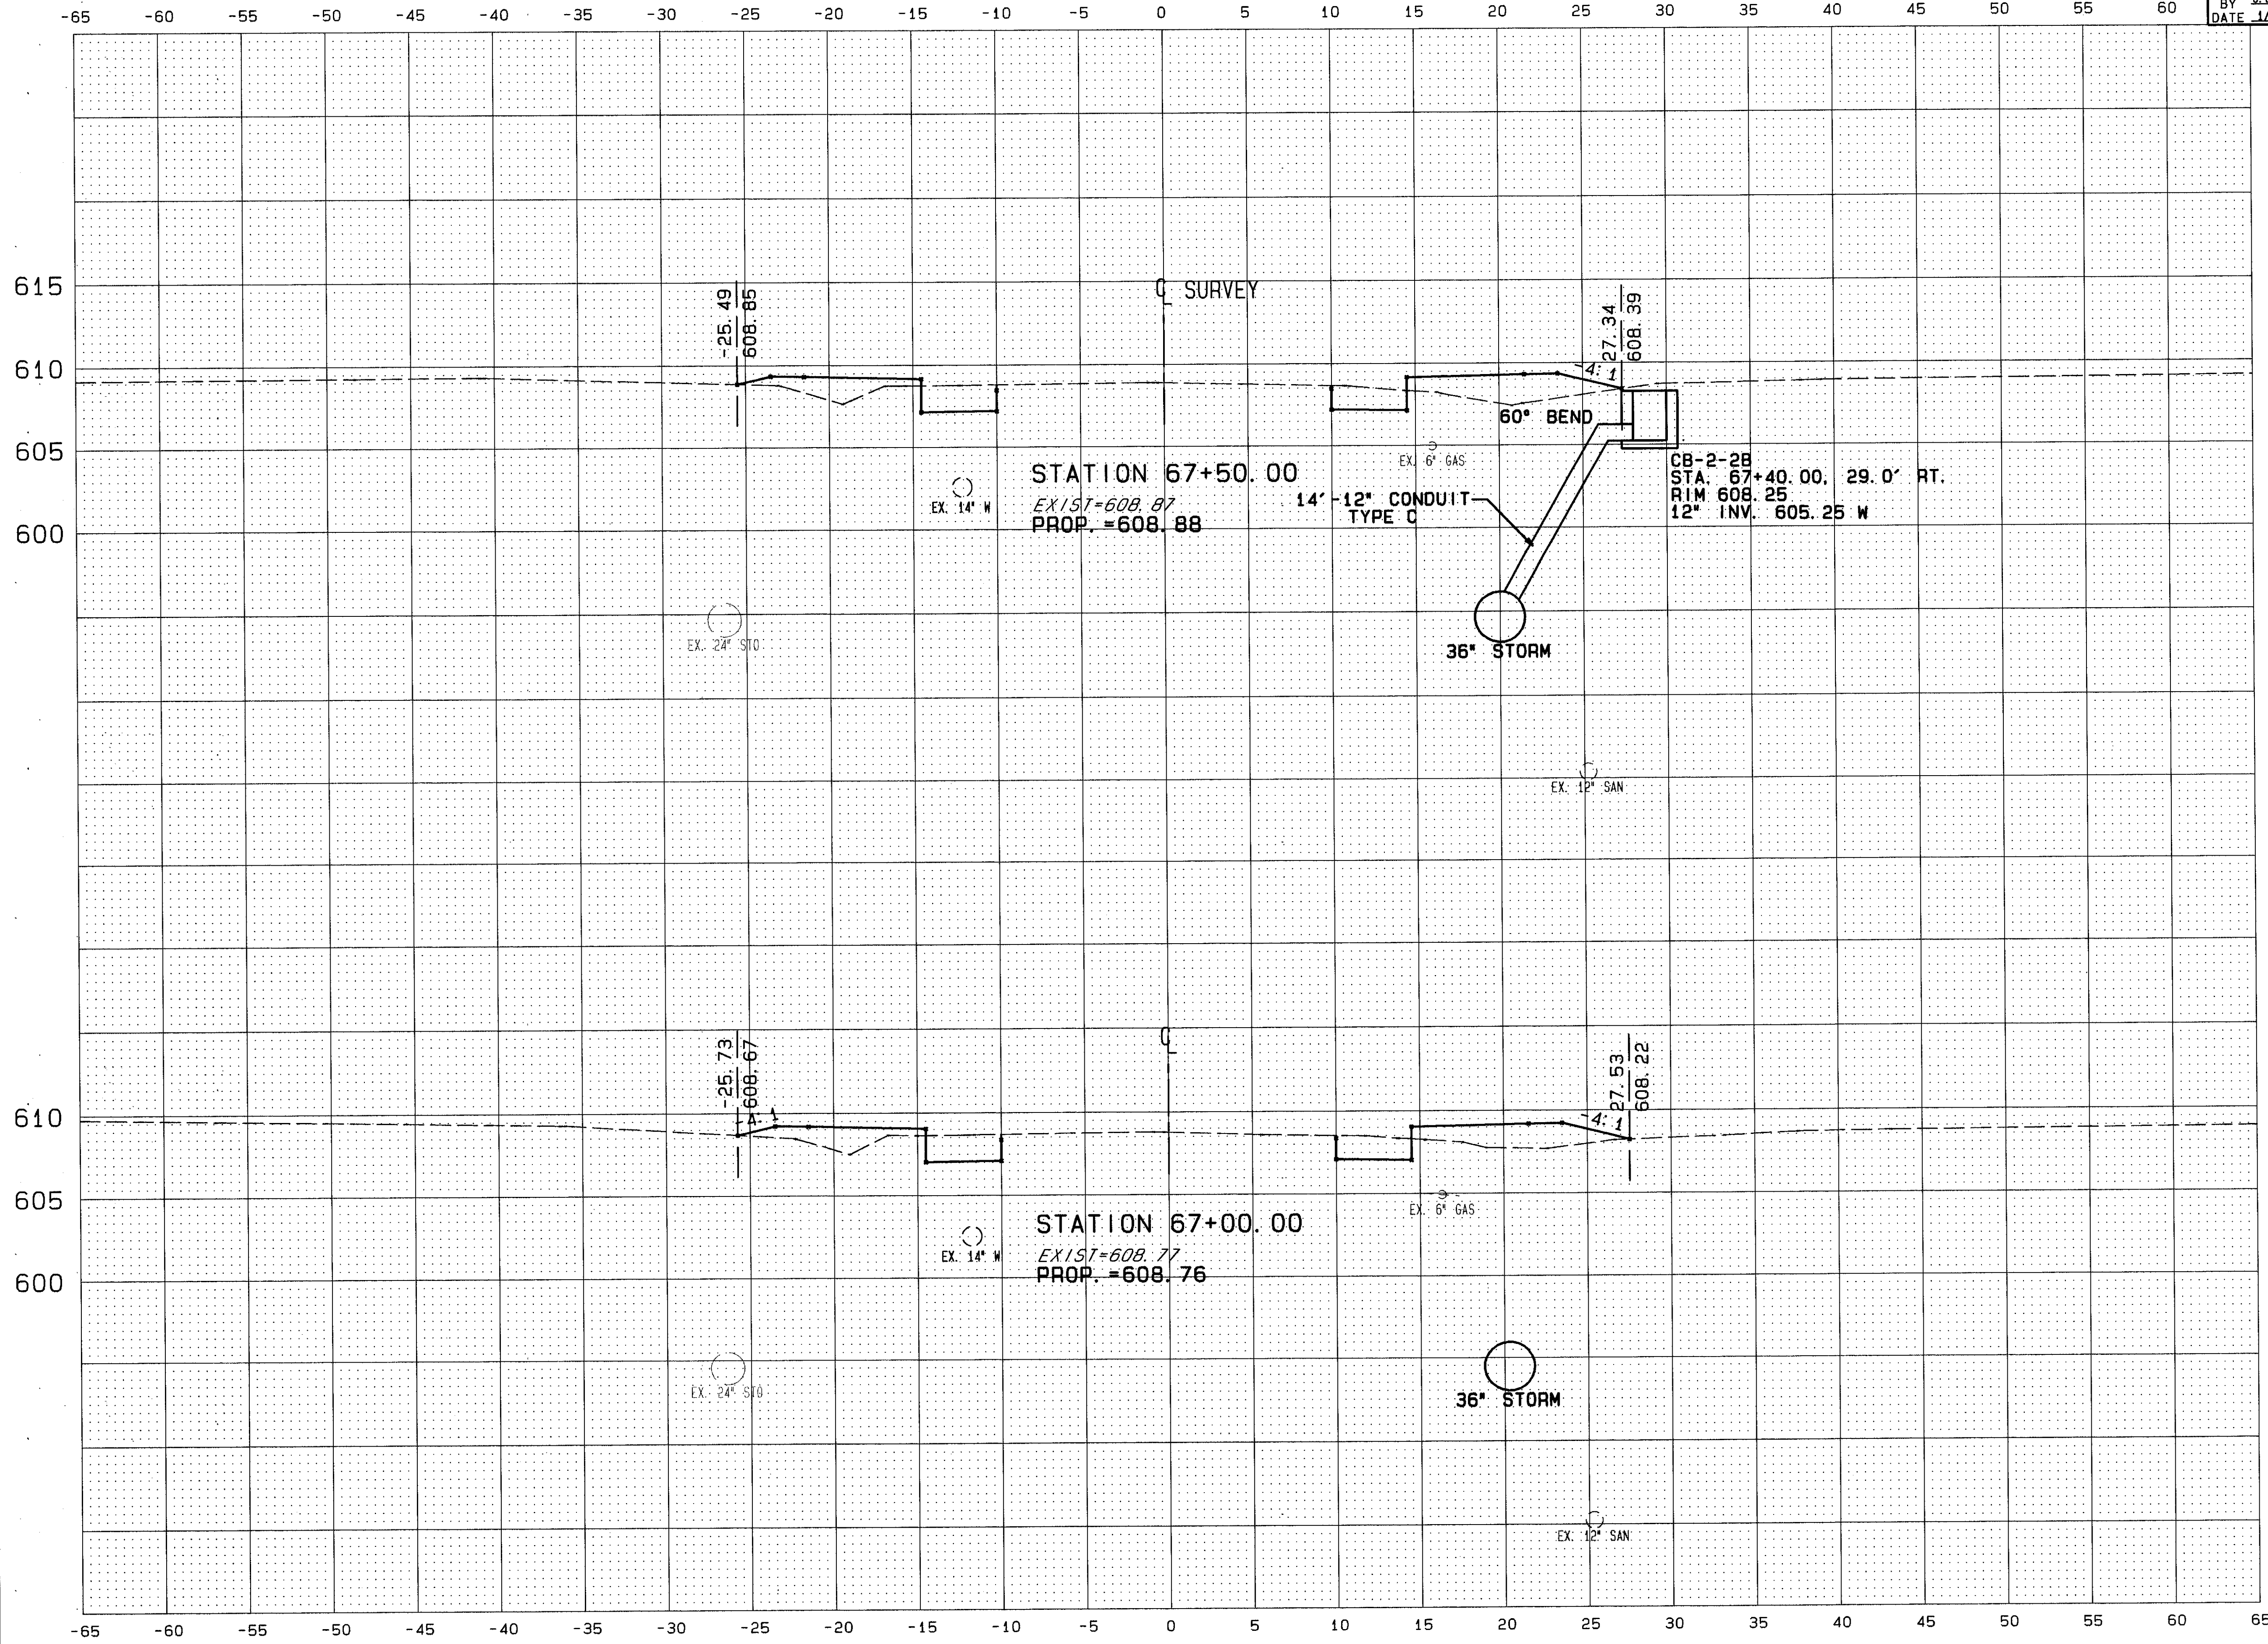 -65 -60 -55 -50 -45 -40 -35 -30 -25 -20 -15 -10 -5 0 5 10 15 20 25 30 35 40 45 50 55 60
BY
DATE
615
610
605
600
-25.49
608.85
℄ SURVEY
27.34
608.39
-4:1
60° BEND
EX. 6" GAS
STATION 67+50.00
EXIST=608.87
PROP.=608.88
EX. 14" W
14'-12" CONDUIT
TYPE C
CB-2-2B
STA. 67+40.00, 29.0' RT.
RIM 608.25
12" INV. 605.25 W
EX. 24" STO
36" STORM
EX. 12" SAN
610
605
600
-25.73
608.67
-4:1
℄
27.53
608.22
-4:1
EX. 6" GAS
STATION 67+00.00
EXIST=608.77
PROP.=608.76
EX. 14" W
EX. 24" STO
36" STORM
EX. 12" SAN
-65 -60 -55 -50 -45 -40 -35 -30 -25 -20 -15 -10 -5 0 5 10 15 20 25 30 35 40 45 50 55 60 65